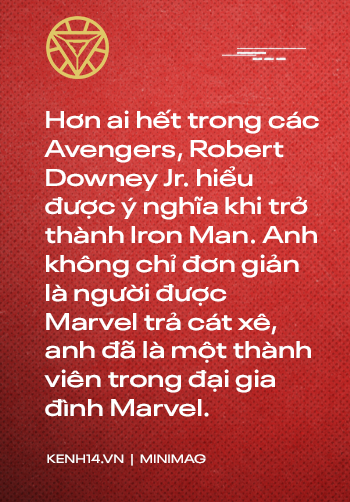 Hơn ai hết trong các
Avengers, Robert
Downey Jr. hiểu
được ý nghĩa khi trở
thành Iron Man. Anh
không chỉ đơn giản
là người được
Marvel trả cát xê,
anh đã là một thành
viên trong đại gia
đình Marvel.
KENH14.VN | MINIMAG